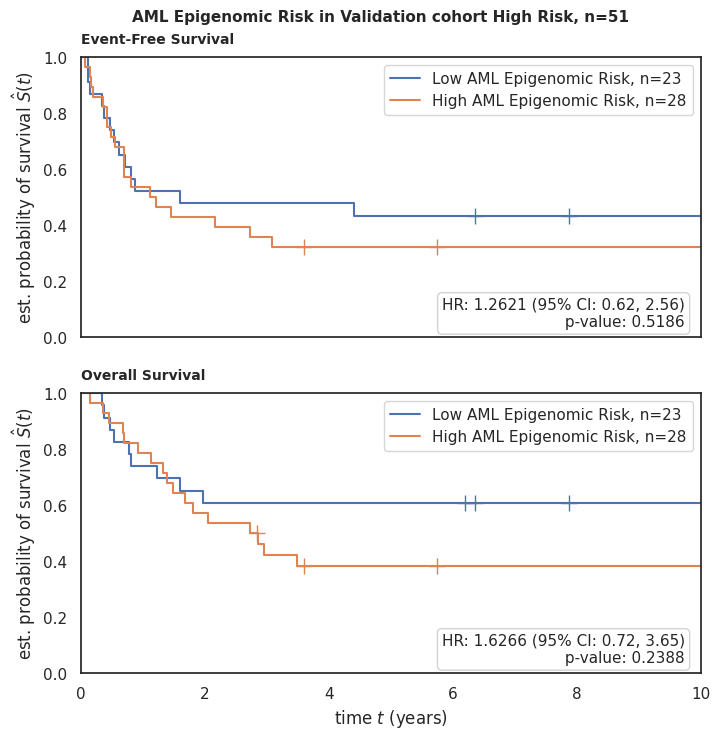 AML Epigenomic Risk in Validation cohort High Risk, n=51
Event-Free Survival
1.0
0.8
0.6
0.4
0.2
0.0
est. probability of survival Ŝ(t)
Low AML Epigenomic Risk, n=23
High AML Epigenomic Risk, n=28
HR: 1.2621 (95% CI: 0.62, 2.56)
p-value: 0.5186
Overall Survival
1.0
0.8
0.6
0.4
0.2
0.0
est. probability of survival Ŝ(t)
Low AML Epigenomic Risk, n=23
High AML Epigenomic Risk, n=28
HR: 1.6266 (95% CI: 0.72, 3.65)
p-value: 0.2388
0 2 4 6 8 10
time t (years)